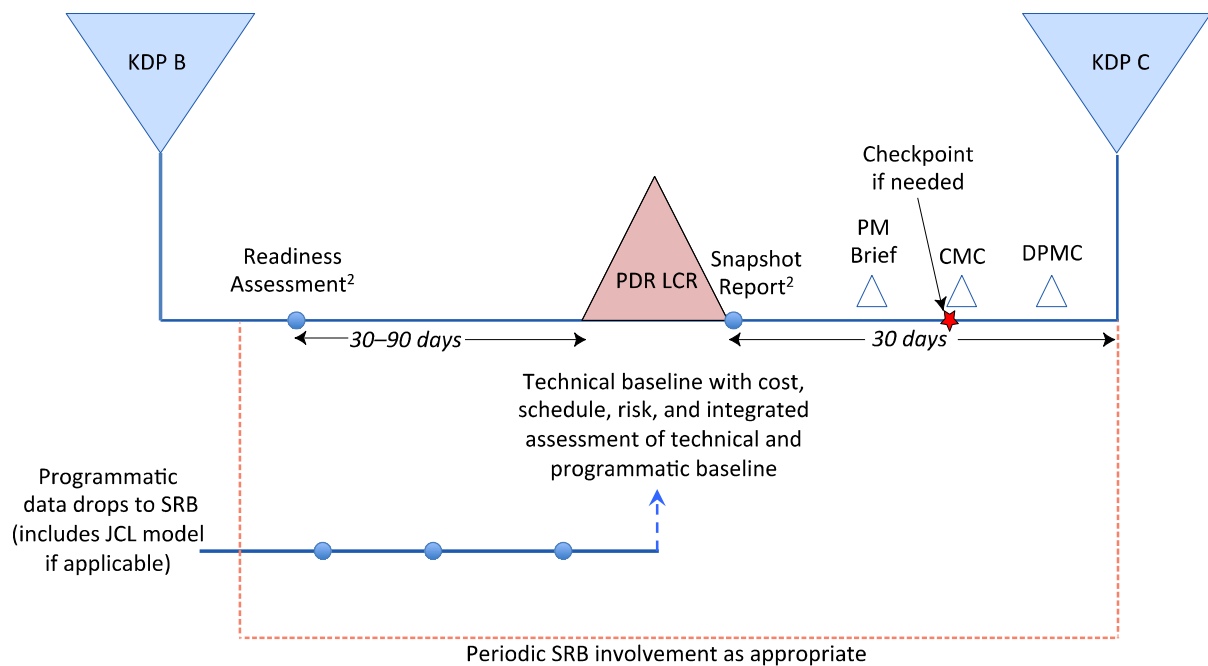 KDP B
KDP C
Checkpoint
if needed
Readiness
Assessment²
PDR LCR
Snapshot
Report²
PM
Brief
CMC
DPMC
30–90 days
30 days
Technical baseline with cost,
schedule, risk, and integrated
assessment of technical and
programmatic baseline
Programmatic
data drops to SRB
(includes JCL model
if applicable)
Periodic SRB involvement as appropriate